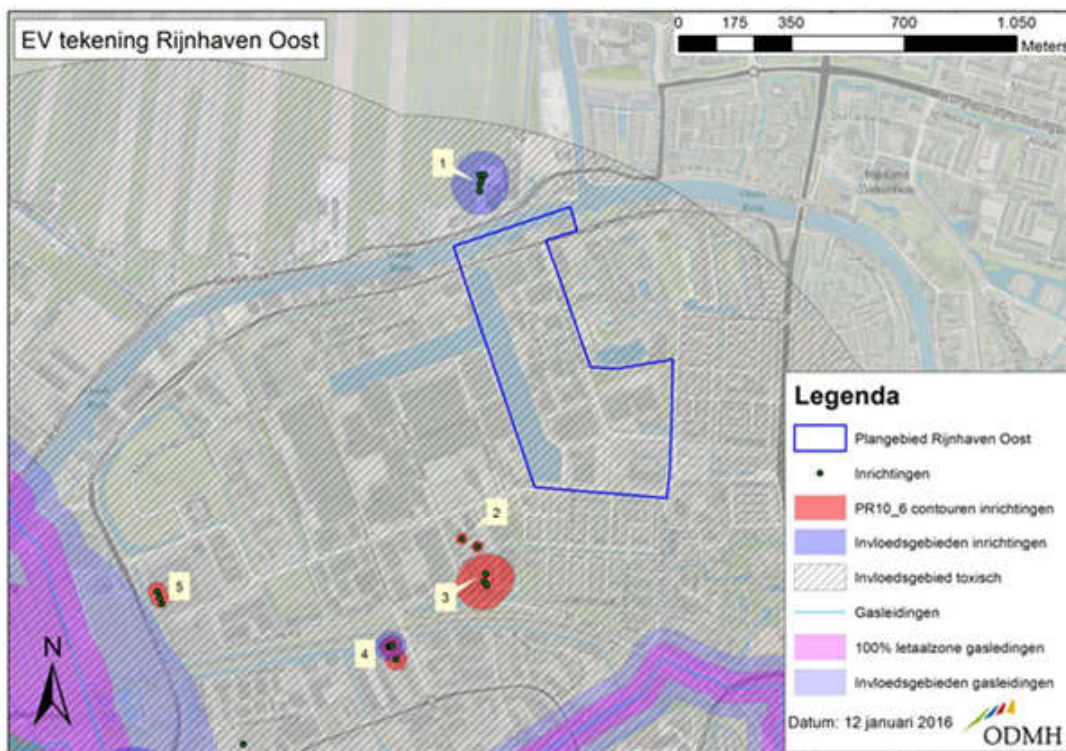 EV tekening Rijnhaven Oost
0 175 350 700 1.050
Meters
1
2
3
4
5
N
Legenda
Plangebied Rijnhaven Oost
Inrichtingen
PR10_6 contouren inrichtingen
Invloedsgebieden inrichtingen
Invloedsgebied toxisch
Gasleidingen
100% letaalzone gasledingen
Invloedsgebieden gasleidingen
Datum: 12 januari 2016
ODMH